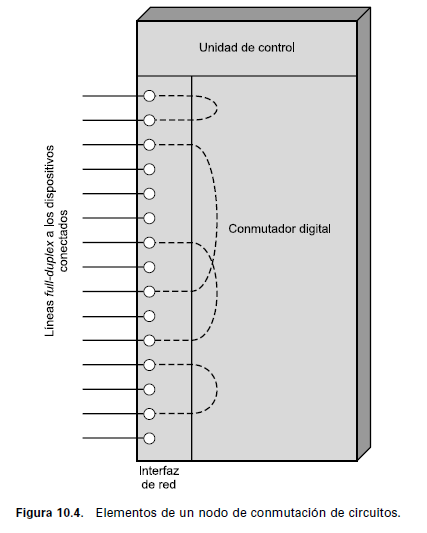 Unidad de control
Líneas full-duplex a los dispositivos
conectados
Conmutador digital
Interfaz
de red
Figura 10.4. Elementos de un nodo de conmutación de circuitos.